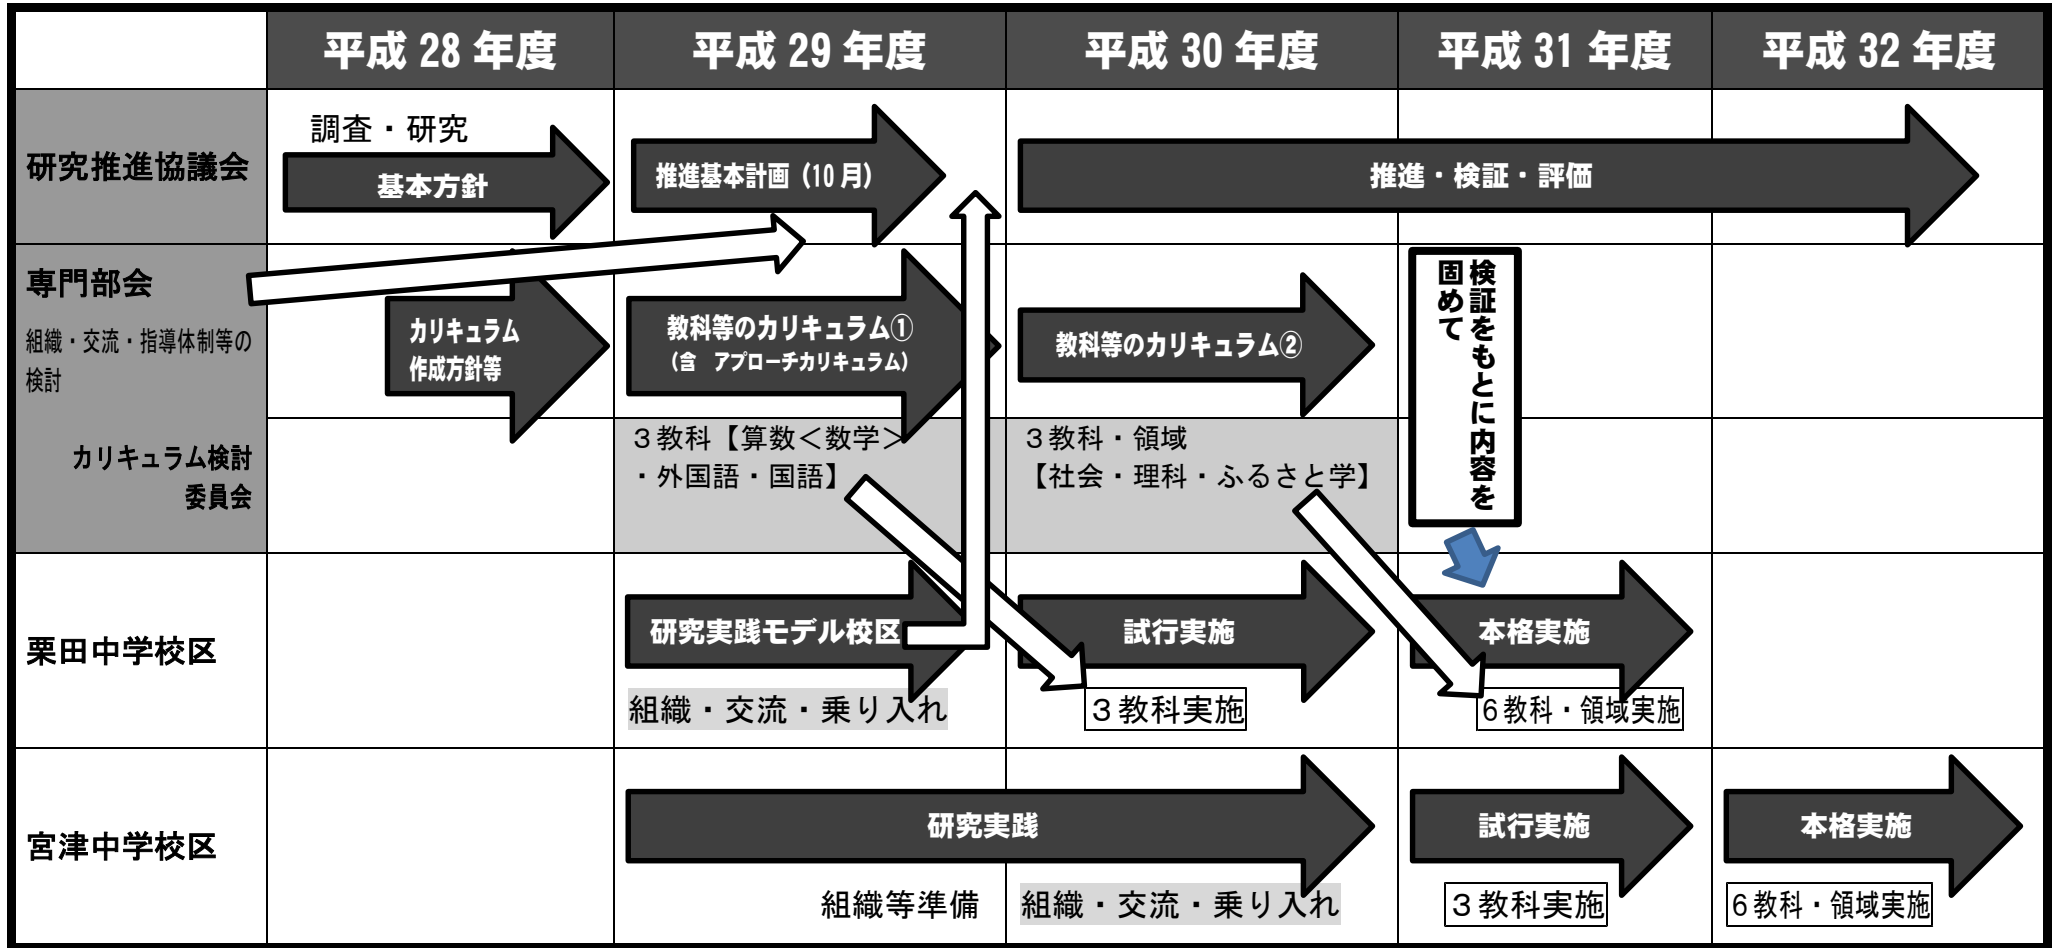 平成 28 年度
平成 29 年度
平成 30 年度
平成 31 年度
平成 32 年度
研究推進協議会
調査・研究
基本方針
推進基本計画（10 月）
推進・検証・評価
専門部会
組織・交流・指導体制等の
検討
カリキュラム検討
委員会
カリキュラム
作成方針等
教科等のカリキュラム①
（含　アプローチカリキュラム）
教科等のカリキュラム②
検証をもとに内容を
固めて
３教科【算数＜数学＞
・外国語・国語】
３教科・領域
【社会・理科・ふるさと学】
栗田中学校区
研究実践モデル校区
試行実施
本格実施
組織・交流・乗り入れ
３教科実施
６教科・領域実施
宮津中学校区
研究実践
試行実施
本格実施
組織等準備
組織・交流・乗り入れ
３教科実施
６教科・領域実施